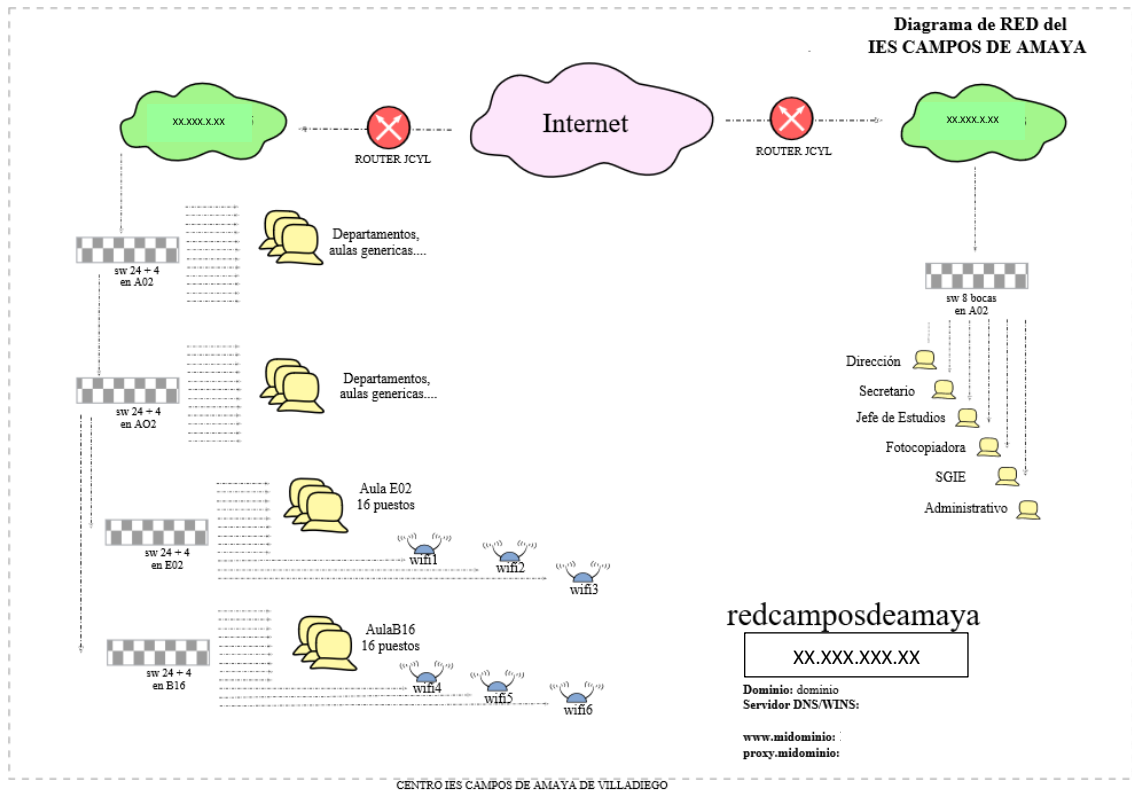 Diagrama de RED del
IES CAMPOS DE AMAYA
xx.xxx.x.xx
ROUTER JCYL
Internet
ROUTER JCYL
xx.xxx.x.xx
sw 24 + 4
en A02
Departamentos,
aulas genericas....
sw 8 bocas
en A02
sw 24 + 4
en AO2
Departamentos,
aulas genericas....
Dirección
Secretario
Jefe de Estudios
Fotocopiadora
SGIE
Administrativo
sw 24 + 4
en E02
Aula E02
16 puestos
wifi1
wifi2
wifi3
sw 24 + 4
en B16
AulaB16
16 puestos
wifi4
wifi5
wifi6
redcamposdeamaya
XX.XXX.XXX.XX
Dominio: dominio
Servidor DNS/WINS:
www.midominio:
proxy.midominio:
CENTRO IES CAMPOS DE AMAYA DE VILLADIEGO